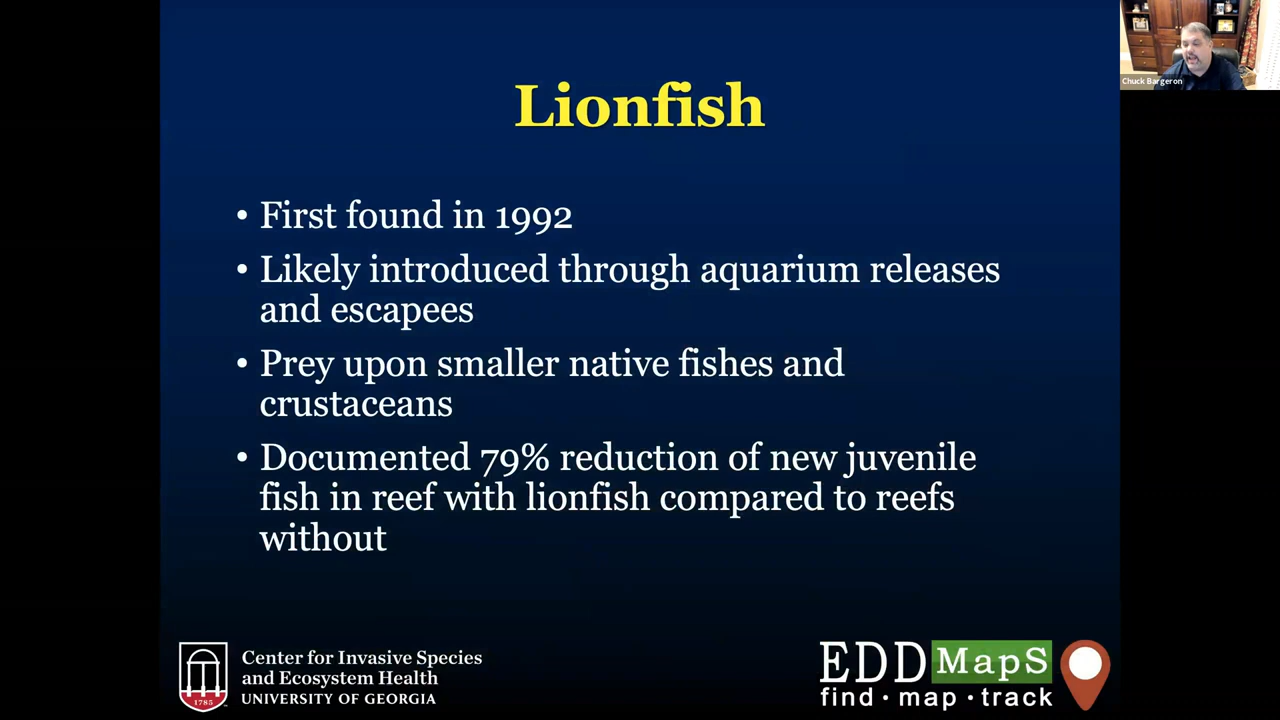 Lionfish
• First found in 1992
• Likely introduced through aquarium releases
and escapees
• Prey upon smaller native fishes and
crustaceans
• Documented 79% reduction of new juvenile
fish in reef with lionfish compared to reefs
without
Chuck Bargeron
1785
Center for Invasive Species
and Ecosystem Health
UNIVERSITY OF GEORGIA
EDDMapS
find · map · track